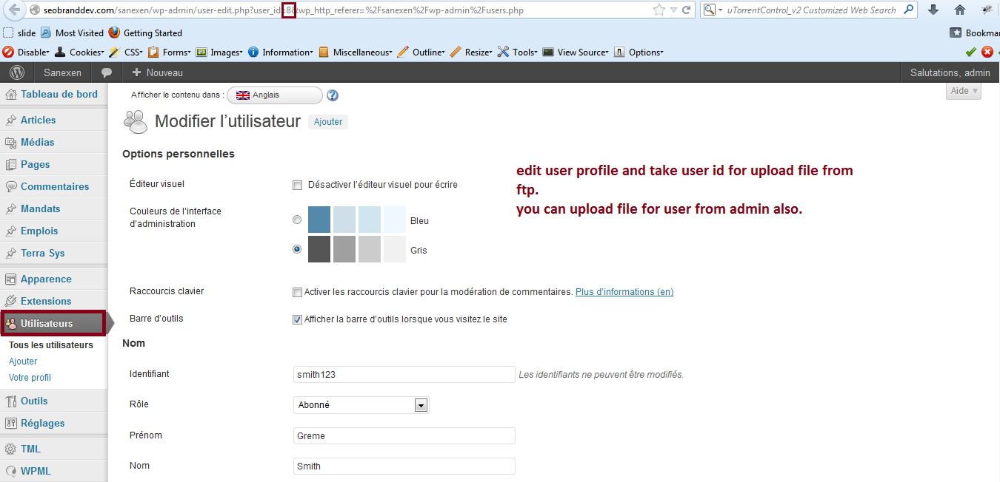 seobranddev.com/sanexen/wp-admin/user-edit.php?user_id=8&wp_http_referer=%2Fsanexen%2Fwp-admin%2Fusers.php
uTorrentControl_v2 Customized Web Search
slide Most Visited Getting Started Bookma
Disable Cookies CSS Forms Images Information Miscellaneous Outline Resize Tools View Source Options
Sanexen + Nouveau Salutations, admin
Tableau de bord
Articles
Médias
Pages
Commentaires
Mandats
Emplois
Terra Sys
Apparence
Extensions
Utilisateurs
Tous les utilisateurs
Ajouter
Votre profil
Outils
Réglages
TML
WPML
Afficher le contenu dans : Anglais ?
Aide
Modifier l’utilisateur Ajouter
Options personnelles
Éditeur visuel Désactiver l’éditeur visuel pour écrire
edit user profile and take user id for upload file from
ftp.
you can upload file for user from admin also.
Couleurs de l’interface
d’administration
Bleu
Gris
Raccourcis clavier Activer les raccourcis clavier pour la modération de commentaires. Plus d’informations (en)
Barre d’outils Afficher la barre d’outils lorsque vous visitez le site
Nom
Identifiant smith123 Les identifiants ne peuvent être modifiés.
Rôle Abonné
Prénom Greme
Nom Smith